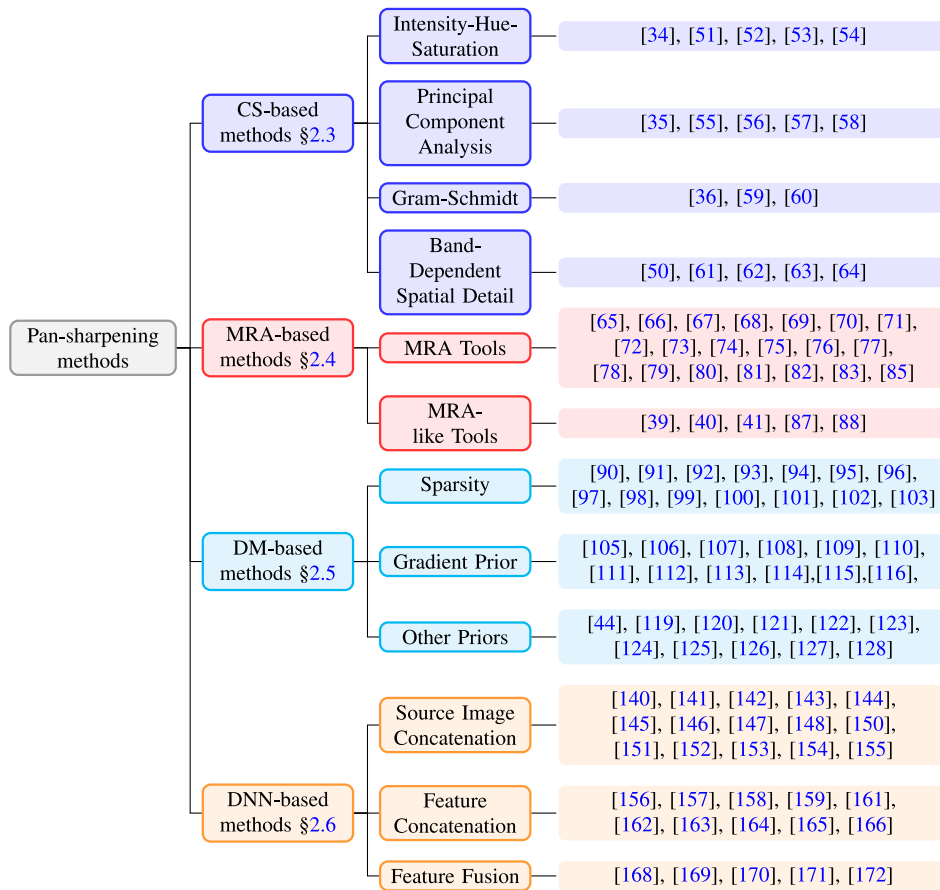 Pan-sharpening
methods
CS-based
methods §2.3
Intensity-Hue-
Saturation
[34], [51], [52], [53], [54]
Principal
Component
Analysis
[35], [55], [56], [57], [58]
Gram-Schmidt
[36], [59], [60]
Band-
Dependent
Spatial Detail
[50], [61], [62], [63], [64]
MRA-based
methods §2.4
MRA Tools
[65], [66], [67], [68], [69], [70], [71],
[72], [73], [74], [75], [76], [77],
[78], [79], [80], [81], [82], [83], [85]
MRA-
like Tools
[39], [40], [41], [87], [88]
DM-based
methods §2.5
Sparsity
[90], [91], [92], [93], [94], [95], [96],
[97], [98], [99], [100], [101], [102], [103]
Gradient Prior
[105], [106], [107], [108], [109], [110],
[111], [112], [113], [114],[115],[116],
Other Priors
[44], [119], [120], [121], [122], [123],
[124], [125], [126], [127], [128]
DNN-based
methods §2.6
Source Image
Concatenation
[140], [141], [142], [143], [144],
[145], [146], [147], [148], [150],
[151], [152], [153], [154], [155]
Feature
Concatenation
[156], [157], [158], [159], [161],
[162], [163], [164], [165], [166]
Feature Fusion
[168], [169], [170], [171], [172]